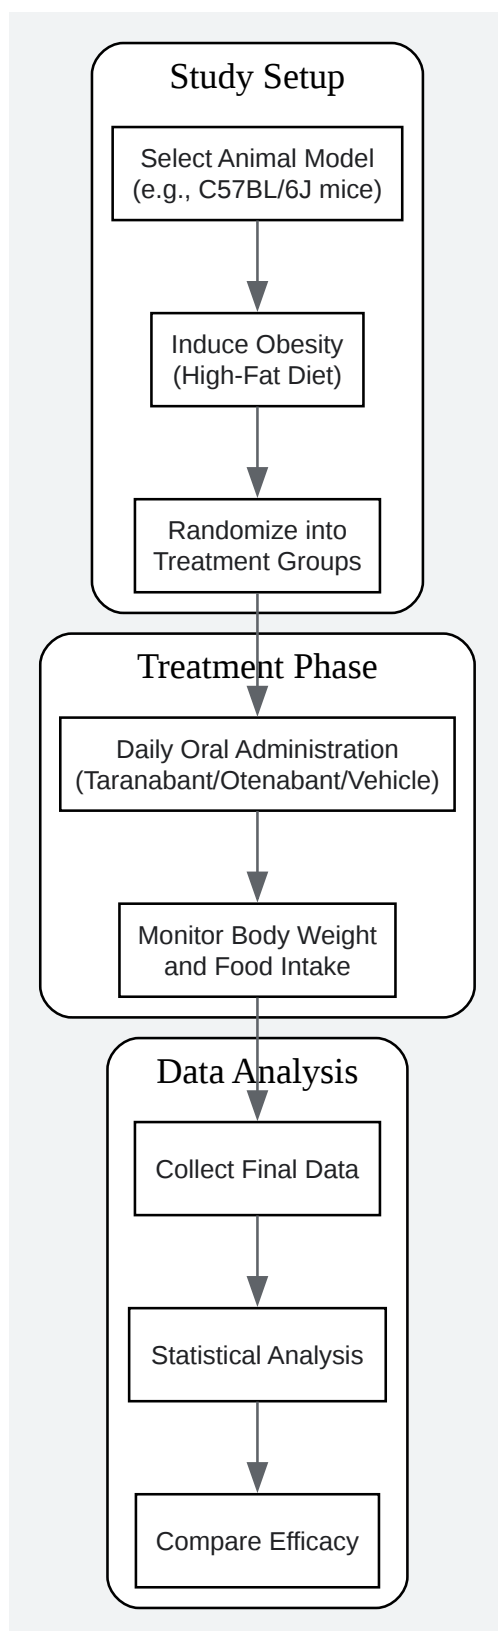 Study Setup
Select Animal Model
(e.g., C57BL/6J mice)
Induce Obesity
(High-Fat Diet)
Randomize into
Treatment Groups
Treatment Phase
Daily Oral Administration
(Taranabant/Otenabant/Vehicle)
Monitor Body Weight
and Food Intake
Data Analysis
Collect Final Data
Statistical Analysis
Compare Efficacy